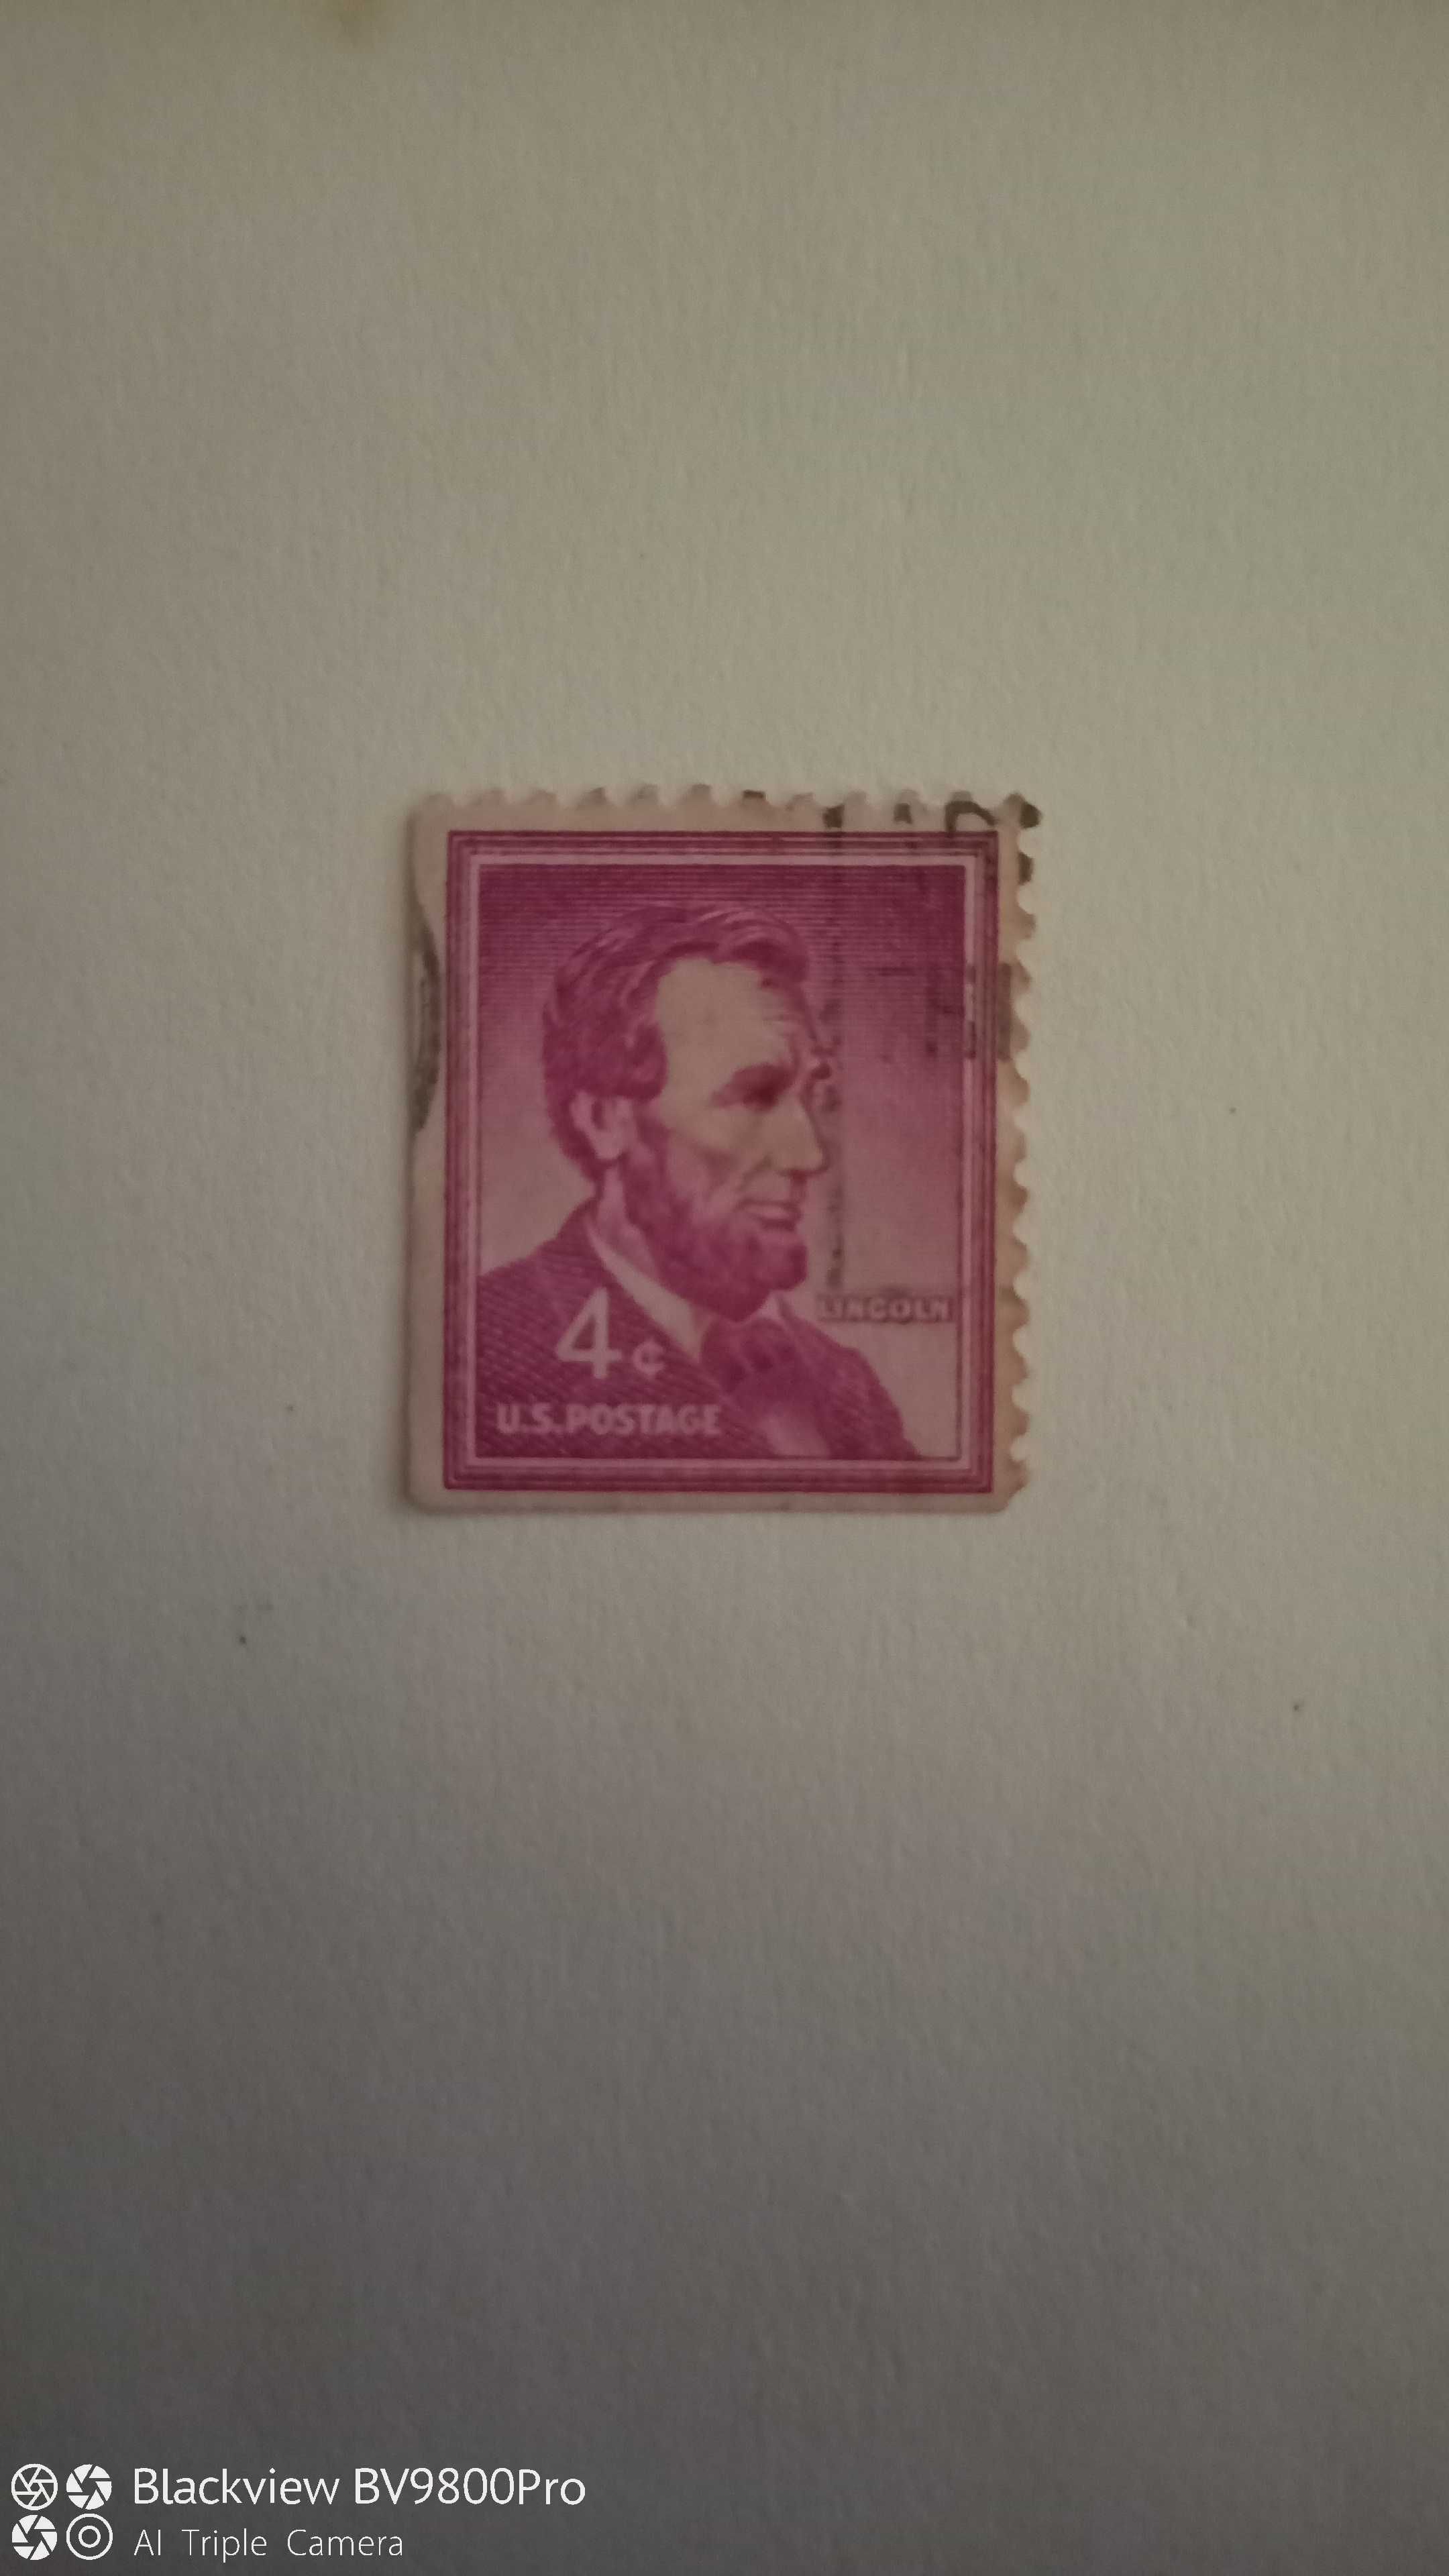 LINCOLN
4¢
U.S. POSTAGE
Blackview BV9800Pro
AI Triple Camera